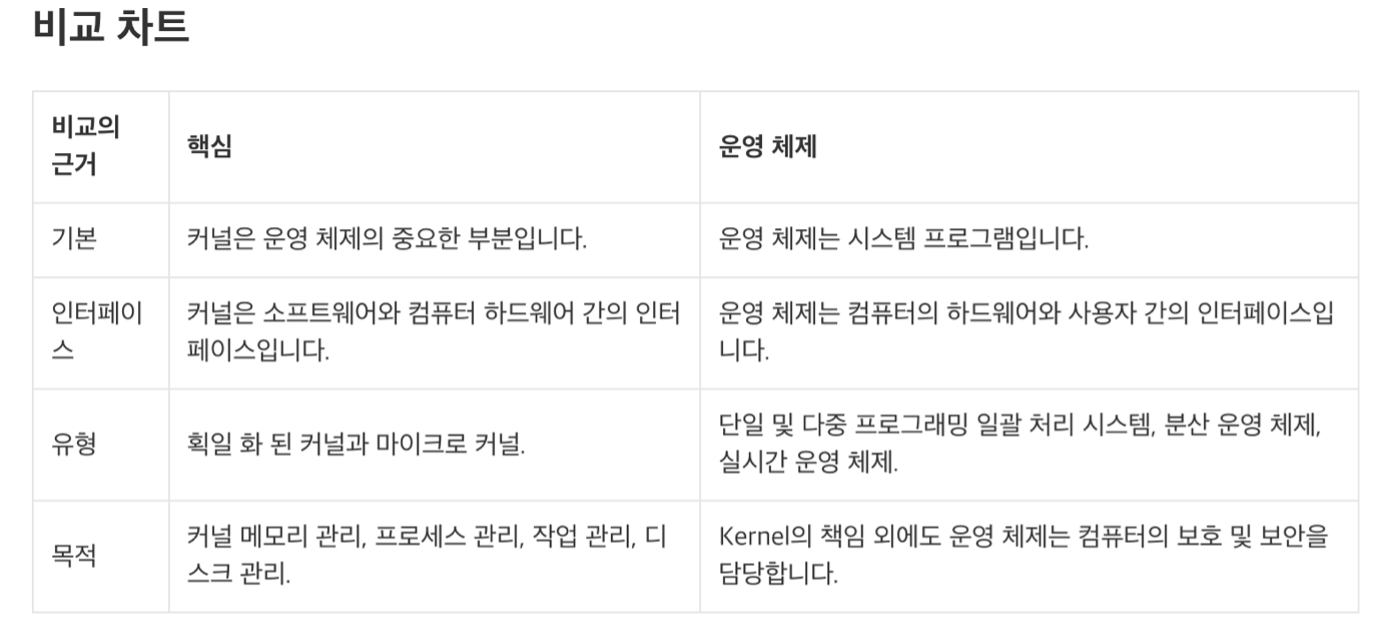 비교 차트
비교의
근거
핵심
운영 체제
기본
커널은 운영 체제의 중요한 부분입니다.
운영 체제는 시스템 프로그램입니다.
인터페이
스
커널은 소프트웨어와 컴퓨터 하드웨어 간의 인터
페이스입니다.
운영 체제는 컴퓨터의 하드웨어와 사용자 간의 인터페이스입
니다.
유형
획일 화 된 커널과 마이크로 커널.
단일 및 다중 프로그래밍 일괄 처리 시스템, 분산 운영 체제,
실시간 운영 체제.
목적
커널 메모리 관리, 프로세스 관리, 작업 관리, 디
스크 관리.
Kernel의 책임 외에도 운영 체제는 컴퓨터의 보호 및 보안을
담당합니다.